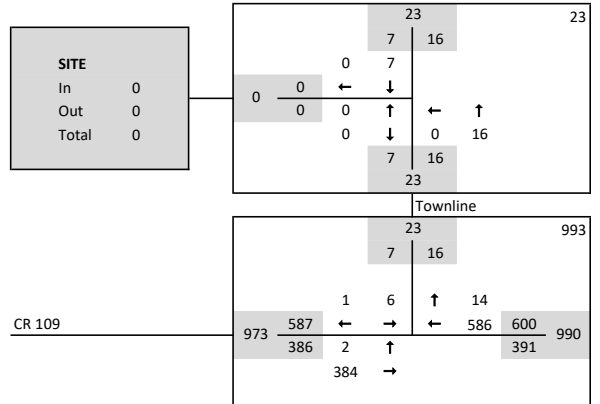 23 23
7 16
SITE 0 7
In 0 0 ← ↓
0
Out 0 0 0 ↑ ← ↑
Total 0 0 ↓ 0 16
7 16
23
Townline
23 993
7 16
1 6 ↑ 14
CR 109 587 ← → ← 586 600
973 990
386 2 ↑ 391
384 →